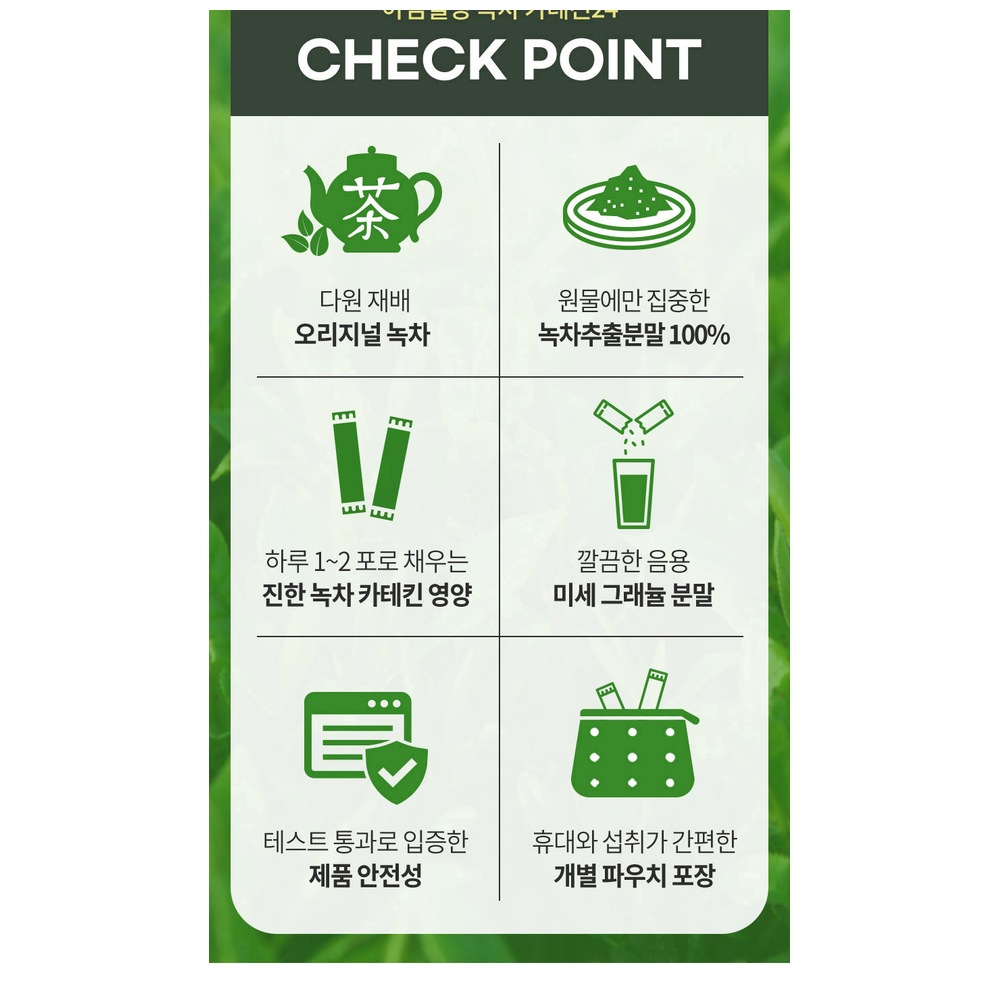 CHECK POINT
茶
다원 재배
오리지널 녹차
원물에만 집중한
녹차추출분말 100%
하루 1~2 포로 채우는
진한 녹차 카테킨 영양
깔끔한 음용
미세 그래뉼 분말
테스트 통과로 입증한
제품 안전성
휴대와 섭취가 간편한
개별 파우치 포장